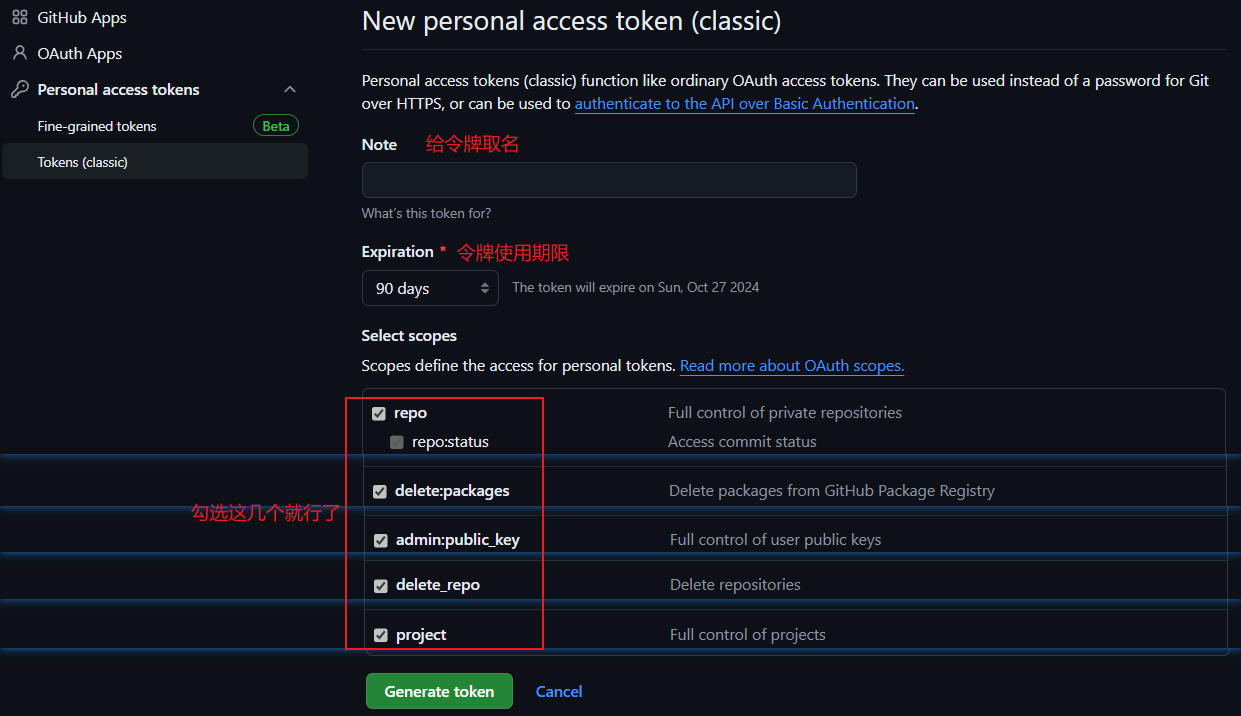 GitHub Apps
OAuth Apps
Personal access tokens
Fine-grained tokens Beta
Tokens (classic)
New personal access token (classic)
Personal access tokens (classic) function like ordinary OAuth access tokens. They can be used instead of a password for Git
over HTTPS, or can be used to authenticate to the API over Basic Authentication.
Note 给令牌取名
What's this token for?
Expiration * 令牌使用期限
90 days The token will expire on Sun, Oct 27 2024
Select scopes
Scopes define the access for personal tokens. Read more about OAuth scopes.
repo Full control of private repositories
repo:status Access commit status
delete:packages Delete packages from GitHub Package Registry
勾选这几个就行了
admin:public_key Full control of user public keys
delete_repo Delete repositories
project Full control of projects
Generate token Cancel